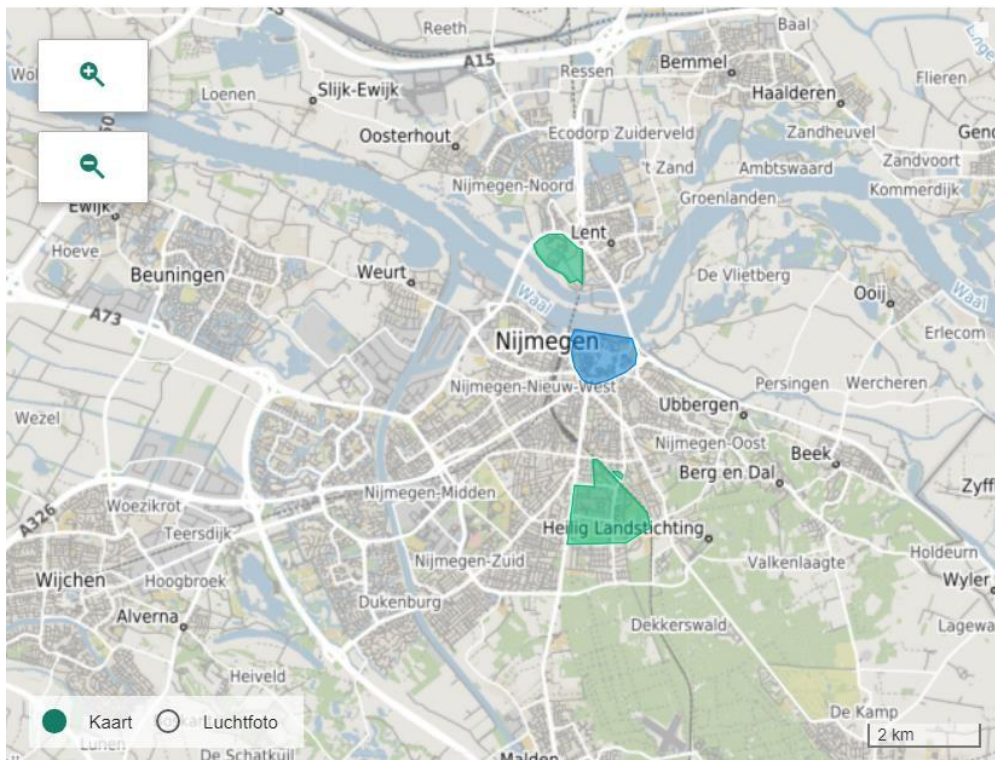 Reeth
Baal
A15
Ressen
Bemmel
Flieren
Slijk-Ewijk
Loenen
Haalderen
Oosterhout
Ecodorp Zuiderveld
Zandheuvel
't Zand
Ambtswaard
Zandvoort
Nijmegen-Noord
Groenlanden
Kommerdijk
Ewijk
Lent
Hoeve
Beuningen
Weurt
De Vlietberg
Waal
Ooij
Waal
A73
Nijmegen
Erlecom
Nijmegen-Nieuw-West
Persingen
Wercheren
Wezel
Ubbergen
Nijmegen-Oost
Beek
Berg en Dal
Zyff
Nijmegen-Midden
Woezikrot
A326
Teersdijk
Heilig Landstichting
Holdeurn
Nijmegen-Zuid
Valkenlaagte
Wijchen
Hoogbroek
Wyler
Dukenburg
Alverna
Dekkerswald
Lagewa
Heiveld
De Kamp
Kaart
Luchtfoto
2 km
De Schatkuil
Malden